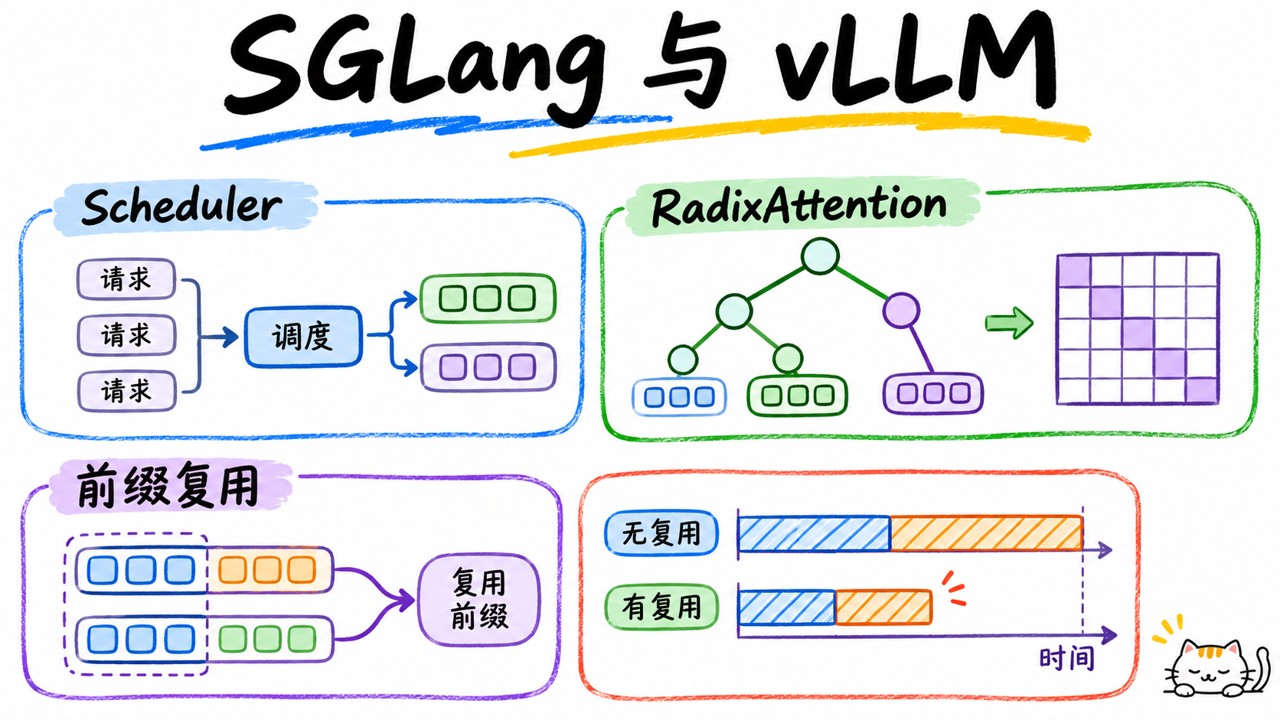 SGLang 与 vLLM
Scheduler
请求
请求
请求
调度
RadixAttention
前缀复用
复用
前缀
无复用
有复用
时间